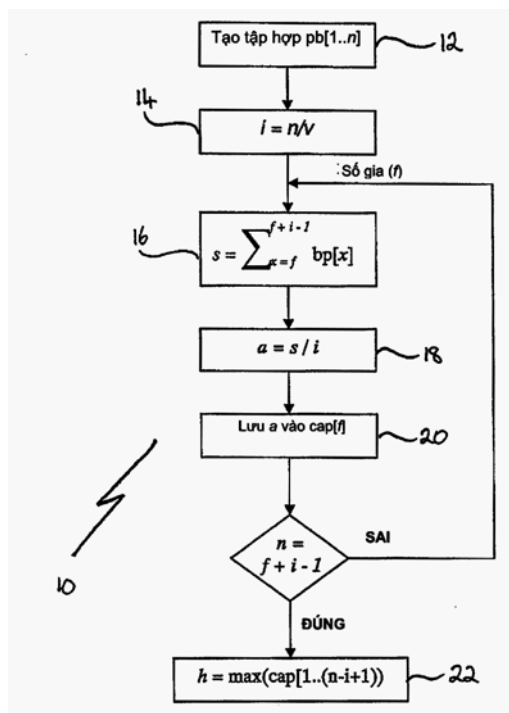 Tạo tập hợp pb[1..n]
12
14
i = n/v
Số gia (f)
16
f + i - 1
s = ∑ bp[x]
x = f
a = s / i
18
Lưu a vào cap[f]
20
n =
f + i - 1
SAI
10
ĐÚNG
h = max(cap[1..(n-i+1))
22